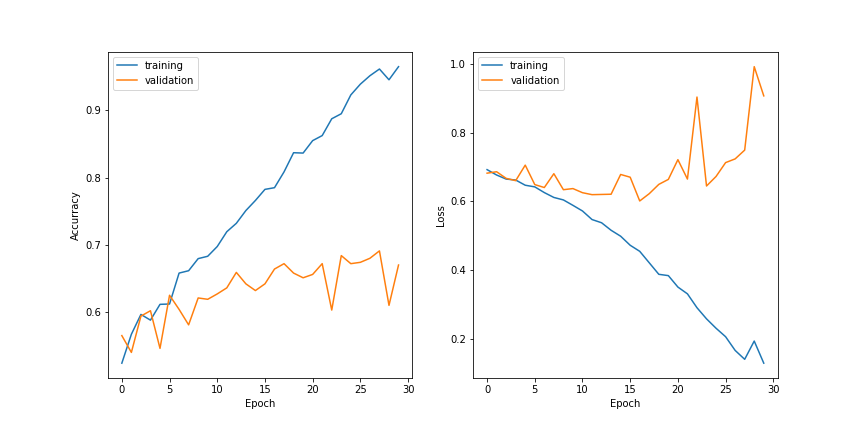 training
validation
0.9
0.8
0.7
0.6
Accurracy
0 5 10 15 20 25 30
Epoch
training
validation
1.0
0.8
0.6
0.4
0.2
Loss
0 5 10 15 20 25 30
Epoch